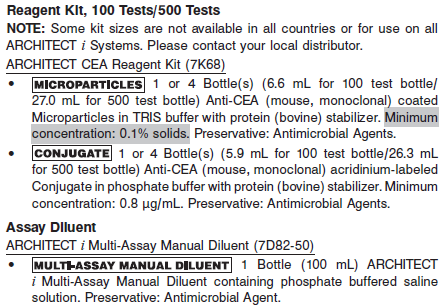 Reagent Kit, 100 Tests/500 Tests
NOTE: Some kit sizes are not available in all countries or for use on all
ARCHITECT i Systems. Please contact your local distributor.
ARCHITECT CEA Reagent Kit (7K68)
• MICROPARTICLES 1 or 4 Bottle(s) (6.6 mL for 100 test bottle/
27.0 mL for 500 test bottle) Anti-CEA (mouse, monoclonal) coated
Microparticles in TRIS buffer with protein (bovine) stabilizer. Minimum
concentration: 0.1% solids. Preservative: Antimicrobial Agents.
• CONJUGATE 1 or 4 Bottle(s) (5.9 mL for 100 test bottle/26.3 mL
for 500 test bottle) Anti-CEA (mouse, monoclonal) acridinium-labeled
Conjugate in phosphate buffer with protein (bovine) stabilizer. Minimum
concentration: 0.8 µg/mL. Preservative: Antimicrobial Agents.
Assay Diluent
ARCHITECT i Multi-Assay Manual Diluent (7D82-50)
• MULTI-ASSAY MANUAL DILUENT 1 Bottle (100 mL) ARCHITECT
i Multi-Assay Manual Diluent containing phosphate buffered saline
solution. Preservative: Antimicrobial Agent.